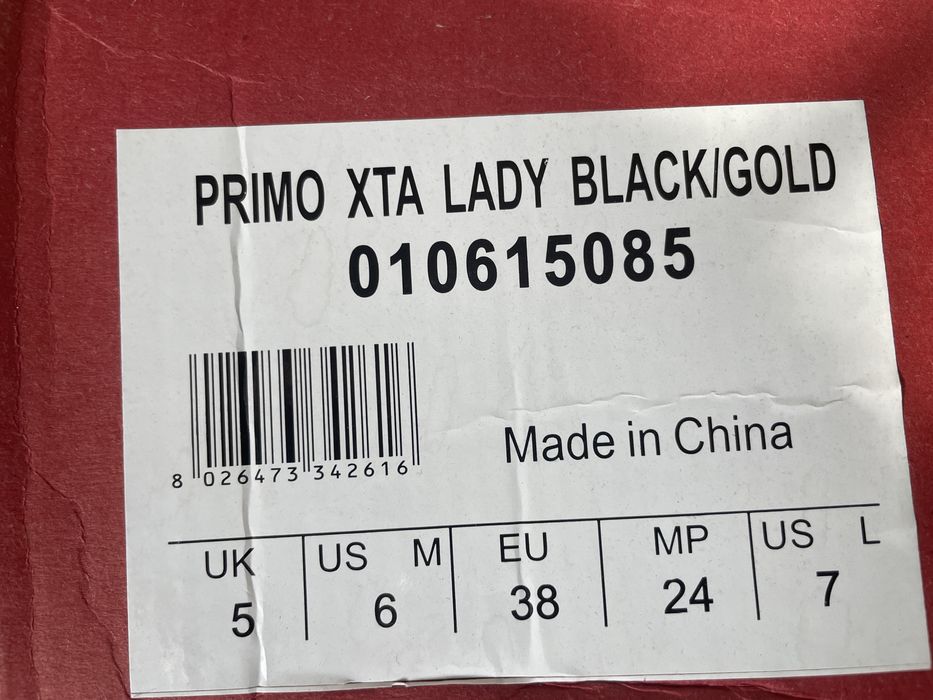 PRIMO XTA LADY BLACK/GOLD
010615085
8 026473 342616
Made in China
UK US M EU MP US L
5 6 38 24 7